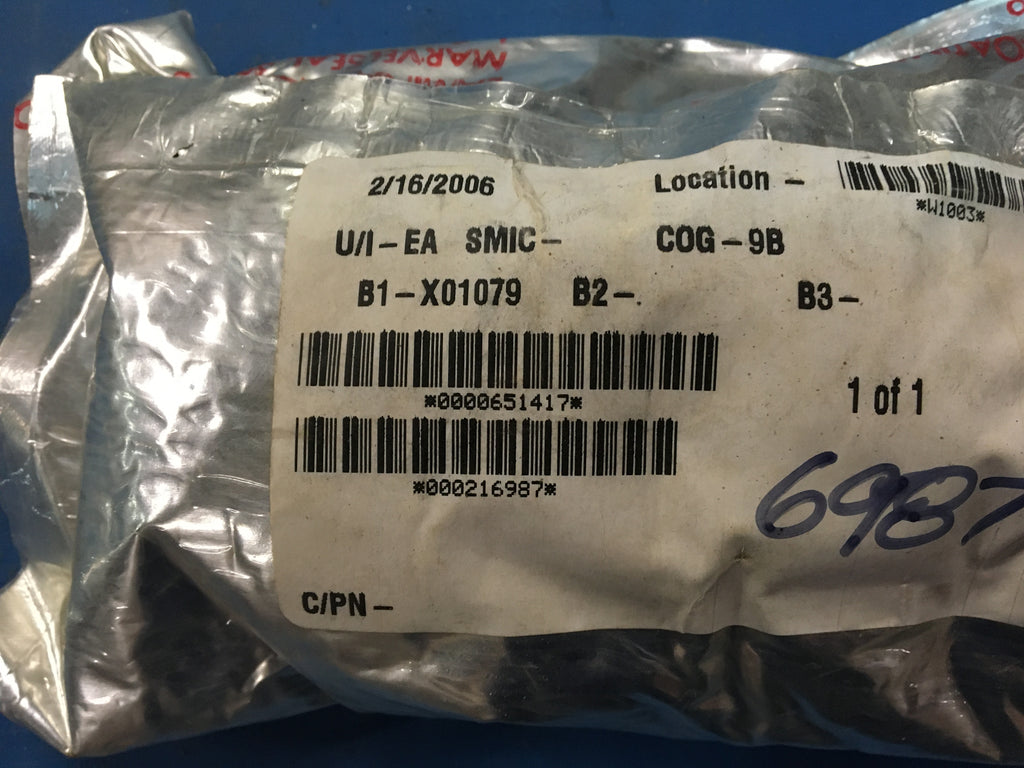 MARVELSEAL
2/16/2006 Location - 
*W1003*
U/I - EA SMIC - COG - 9B
B1 - X01079 B2 - . B3 -
*0000651417*
1 of 1
*000216987*
6987
C/PN -